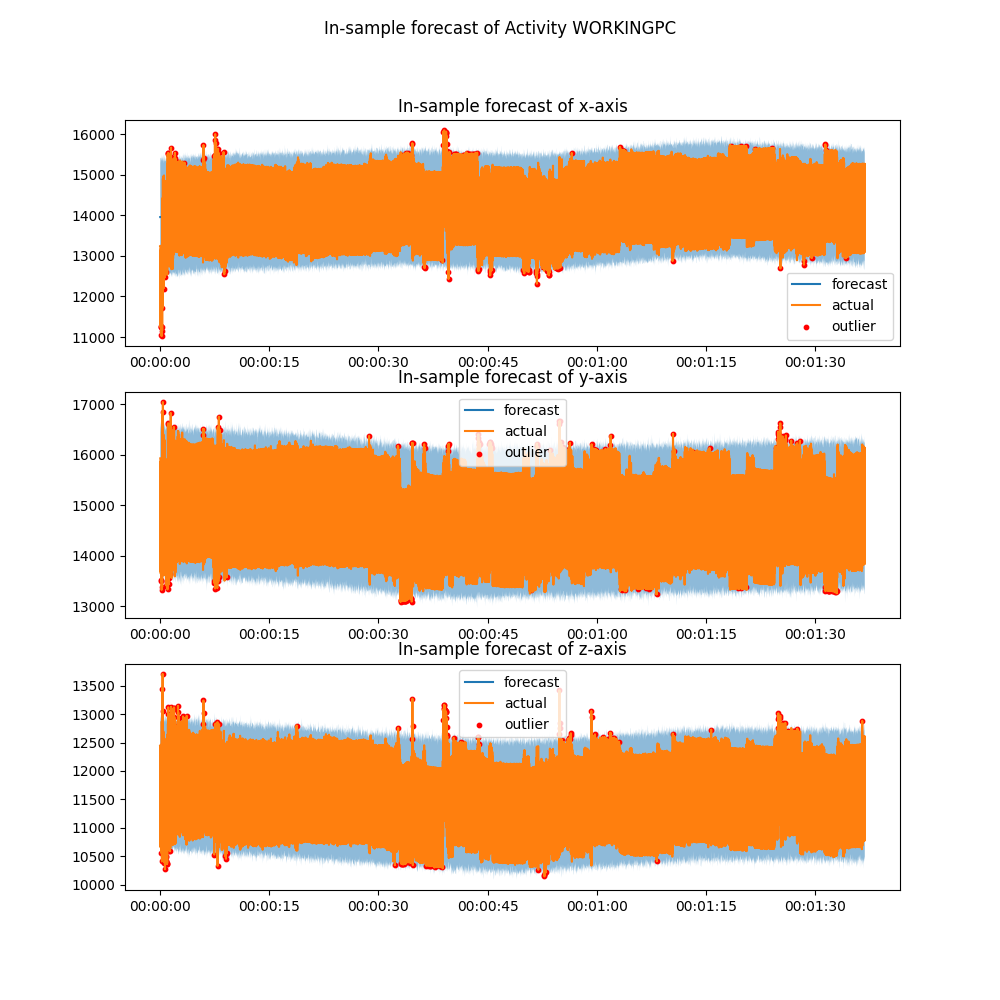 In-sample forecast of Activity WORKINGPC
In-sample forecast of x-axis
16000
15000
14000
13000
12000
11000
forecast
actual
outlier
00:00:00 00:00:15 00:00:30 00:00:45 00:01:00 00:01:15 00:01:30
In-sample forecast of y-axis
17000
16000
15000
14000
13000
forecast
actual
outlier
00:00:00 00:00:15 00:00:30 00:00:45 00:01:00 00:01:15 00:01:30
In-sample forecast of z-axis
13500
13000
12500
12000
11500
11000
10500
10000
forecast
actual
outlier
00:00:00 00:00:15 00:00:30 00:00:45 00:01:00 00:01:15 00:01:30